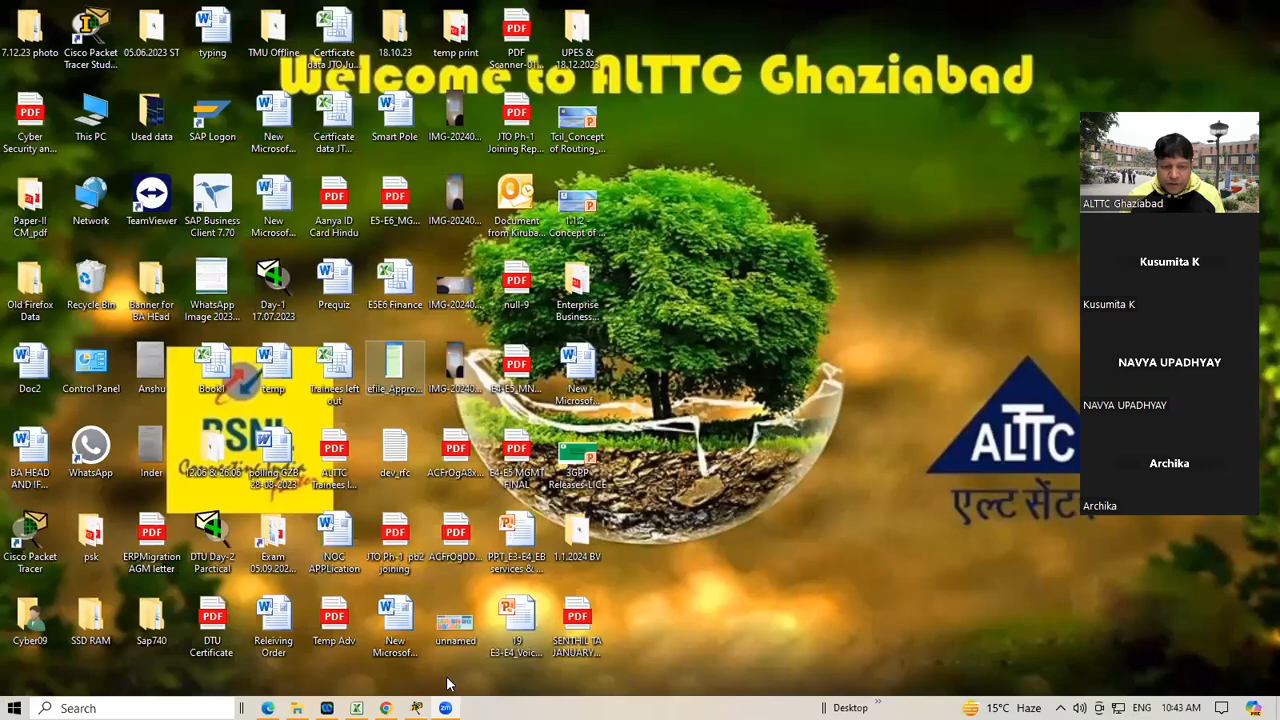 Welcome to ALTTC Ghaziabad
7.12.23 photo
Cisco Packet
Tracer Stud...
05.06.2023 ST
typing
TMU Offline
Certficate
data JTO Ju...
18.10.23
temp print
PDF
Scanner-01...
UPES &
18.12.2023
Cyber
Security an...
This PC
Used data
SAP Logon
New
Microsof...
Certficate
data JT...
Smart Pole
IMG-20240...
JTO Ph-1
Joining Rep...
Tcil_Concept
of Routing_...
Paper-II
CM_pdf
Network
TeamViewer
SAP Business
Client 7.70
New
Microsof...
Aanya ID
Card Hindu
E5-E6_MG...
IMG-20240...
Document
from Kiruba...
Concept of ...
Old Firefox
Data
Recycle Bin
Banner for
BA HEad
WhatsApp
Image 2023...
Day-1
17.07.2023
Prequiz
E5E6 Finance
IMG-20240...
null-9
Enterprise
Business...
Doc2
Control Panel
Anshu
Book1
temp
Trainees left
out
efile_Appro...
IMG-20240...
E4-E5_MN...
New
Microsof...
BA HEAD
AND IF...
WhatsApp
Inder
12.06 & 26.06
polling GZB
28-08-2023
ALTTC
Trainees l...
dev_rfc
ACFrOgA8x...
E4-E5 MGMT
FINAL
3GPP
Releases-LICE
Cisco Packet
Tracer
psk
ERPMigration
AGM letter
DTU Day-2
Parctical
Exam
05.09.202...
NOC
APPLication
JTO Ph-1 pb2
joining
ACFrOgDD...
PPT_E3-E4_EB
services & ...
1.1.2024 BV
Cyber09
SSD RAM
Sap740
DTU
Certificate
Releiving
Order
Temp Adv
New
Microsof...
unnamed
19
E3-E4_Voic...
SENTHIL TA
JANUARY...
ALTTC
ALTTC Ghaziabad
Kusumita K
Kusumita K
NAVYA UPADHYAY
NAVYA UPADHYAY
Archika
Archika
Search
Desktop
15°C Haze
ENG
10:43 AM